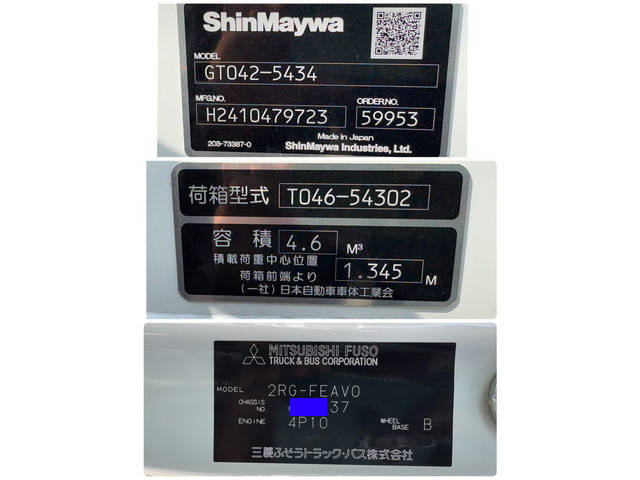 ShinMaywa
MODEL
GT042-5434
MFG.NO. ORDER NO.
H2410479723 59953
Made in Japan
203-73387-0 ShinMaywa Industries, Ltd.
荷箱型式 T046-54302
容積 4.6 M³
積載荷重中心位置
荷箱前端より 1.345 M
(一社)日本自動車車体工業会
MITSUBISHI FUSO
TRUCK & BUS CORPORATION
MODEL 2RG-FEAV0
CHASSIS NO. 37
ENGINE 4P10 WHEEL BASE B
三菱ふそうトラック・バス株式会社